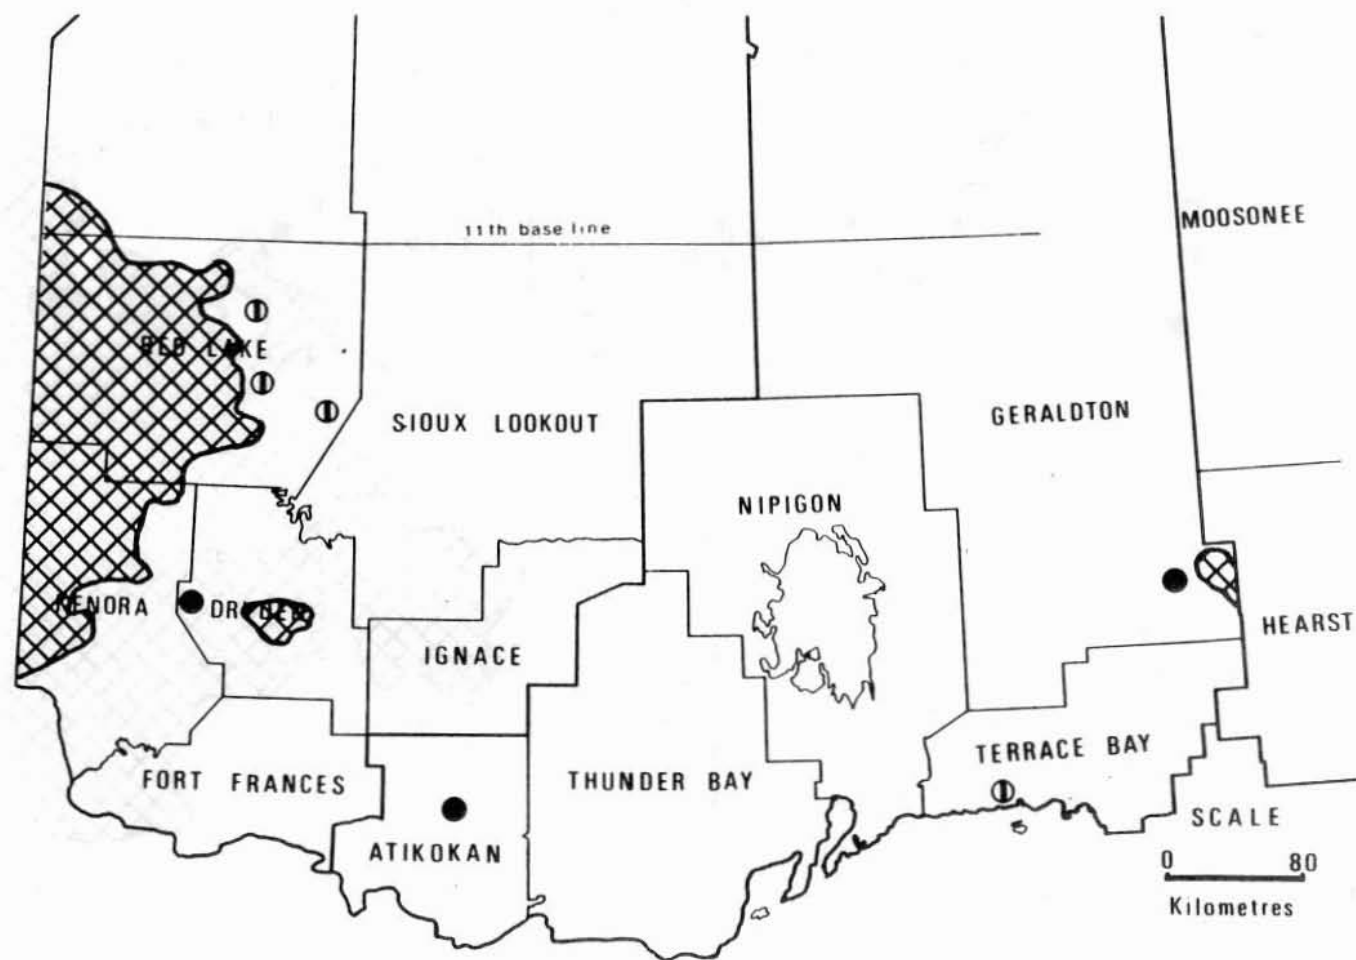 MOOSONEE
11th base line
RED LAKE
SIOUX LOOKOUT
GERALDTON
NIPIGON
KENORA
DRYDEN
HEARST
IGNACE
TERRACE BAY
FORT FRANCES
THUNDER BAY
ATIKOKAN
SCALE
0 80
Kilometres